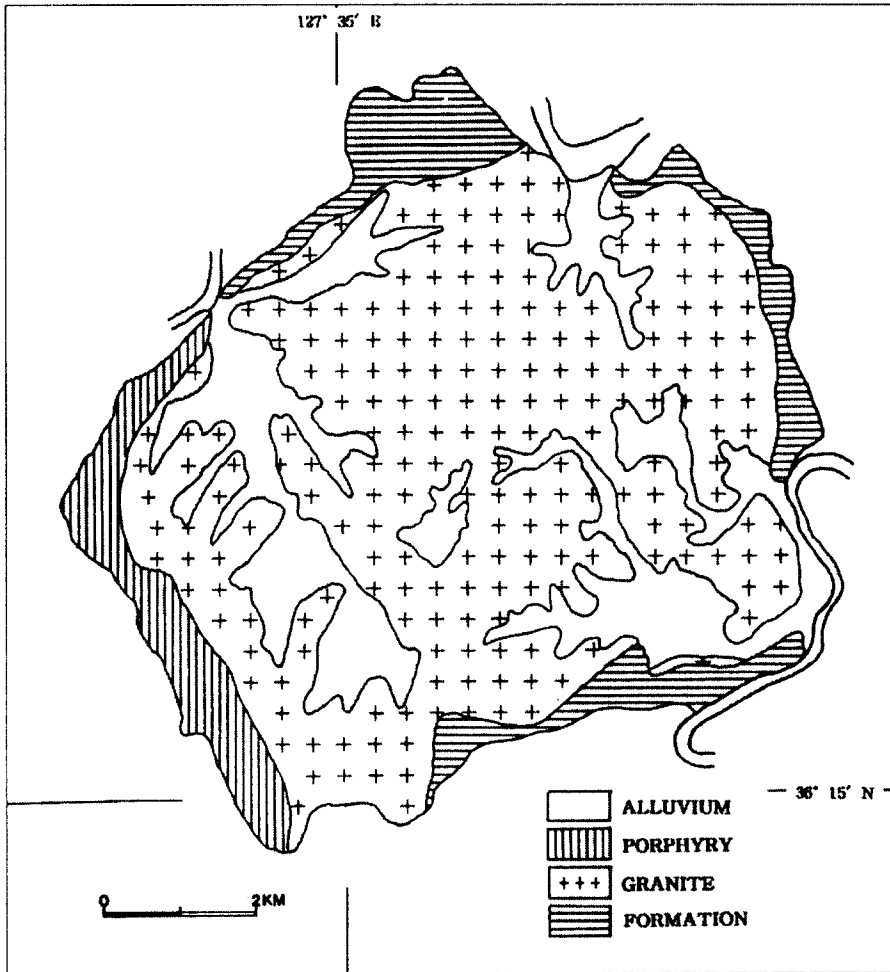 127° 35′ E
36° 15′ N
ALLUVIUM
PORPHYRY
+++ GRANITE
FORMATION
0 2KM